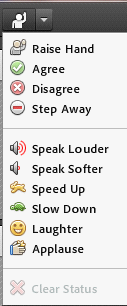 Raise Hand
Agree
Disagree
Step Away
Speak Louder
Speak Softer
Speed Up
Slow Down
Laughter
Applause
Clear Status